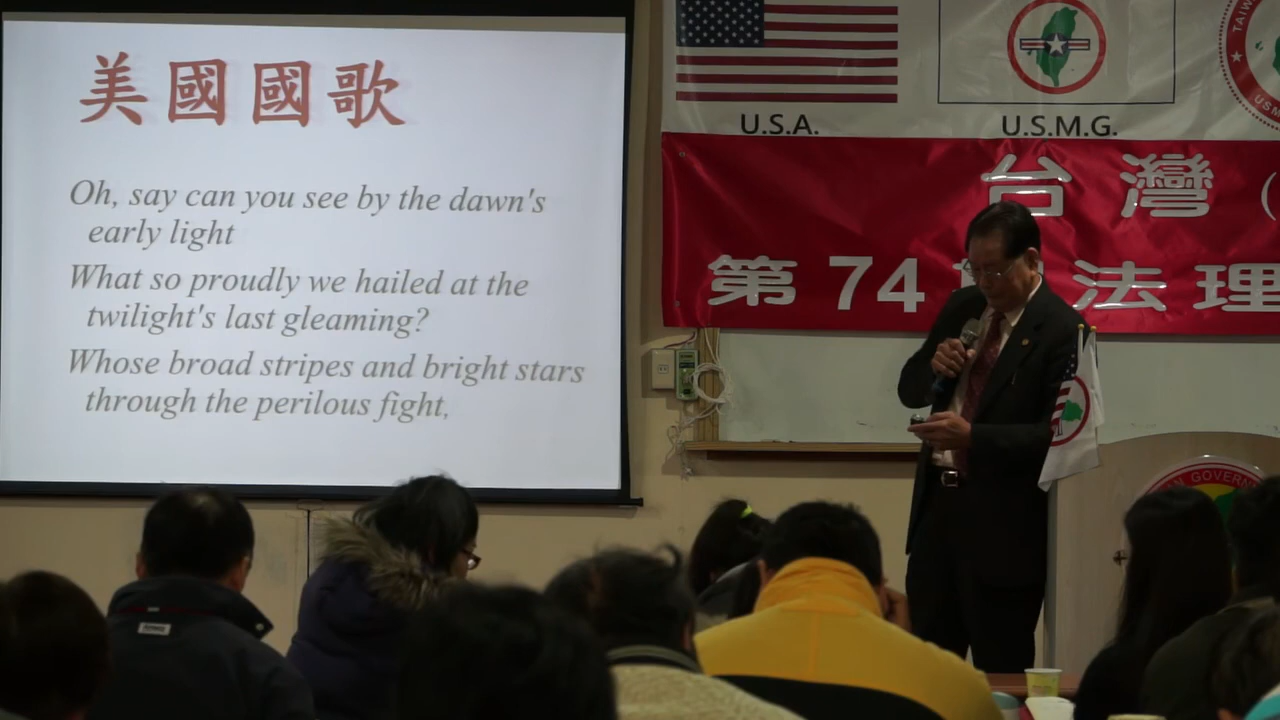 美國國歌
Oh, say can you see by the dawn's
early light
What so proudly we hailed at the
twilight's last gleaming?
Whose broad stripes and bright stars
through the perilous fight,
U.S.A.
U.S.M.G.
台灣（
第74 法理